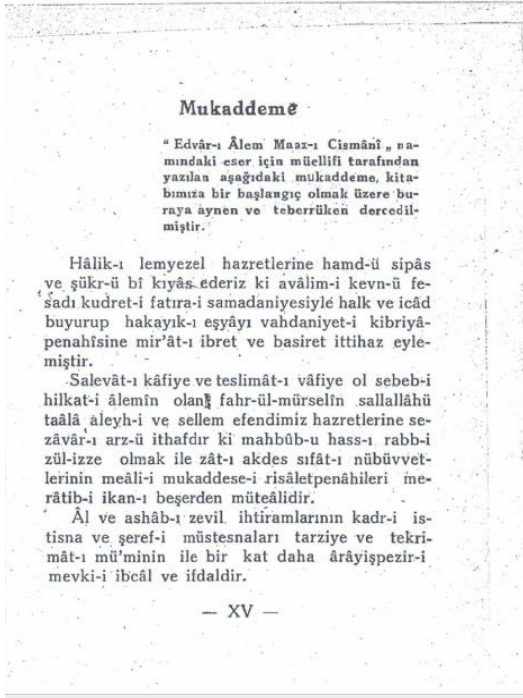 Mukaddeme
" Edvâr-ı Âlem Maaz-ı Cismânî „ na-
mındaki eser için müellifi tarafından
yazılan aşağıdaki mukaddeme, kita-
bımıza bir başlangıç olmak üzere bu-
raya aynen ve teberrüken dercedil-
miştir.
Hâlik-ı lemyezel hazretlerine hamd-ü sipâs
ve şükr-ü bî kıyâs ederiz ki avâlim-i kevn-ü fe-
sadı kudret-i fatıra-i samadaniyesiyle halk ve icâd
buyurup hakayık-ı eşyâyı vahdaniyet-i kibriyâ-
penahîsine mir'ât-ı ibret ve basiret ittihaz eyle-
miştir.
Salevât-ı kâfiye ve teslimât-ı vâfiye ol sebeb-i
hilkat-i âlemîn olan fahr-ül-mürselîn sallallâhü
taâlâ aleyh-i ve sellem efendimiz hazretlerine se-
zâvâr-ı arz-ü ithafdır ki mahbûb-u hass-ı rabb-i
zül-izze olmak ile zât-ı akdes sıfât-ı nübüvvet-
lerinin meâli-i mukaddese-i risâletpenâhileri me-
râtib-i ikan-ı beşerden müteâlidir.
Âl ve ashâb-ı zevil ihtiramlarının kadr-i is-
tisna ve şeref-i müstesnaları tarziye ve tekri-
mât-ı mü'minin ile bir kat daha ârâyişpezir-i
mevki-i ibcâl ve ifdaldir.
— XV —